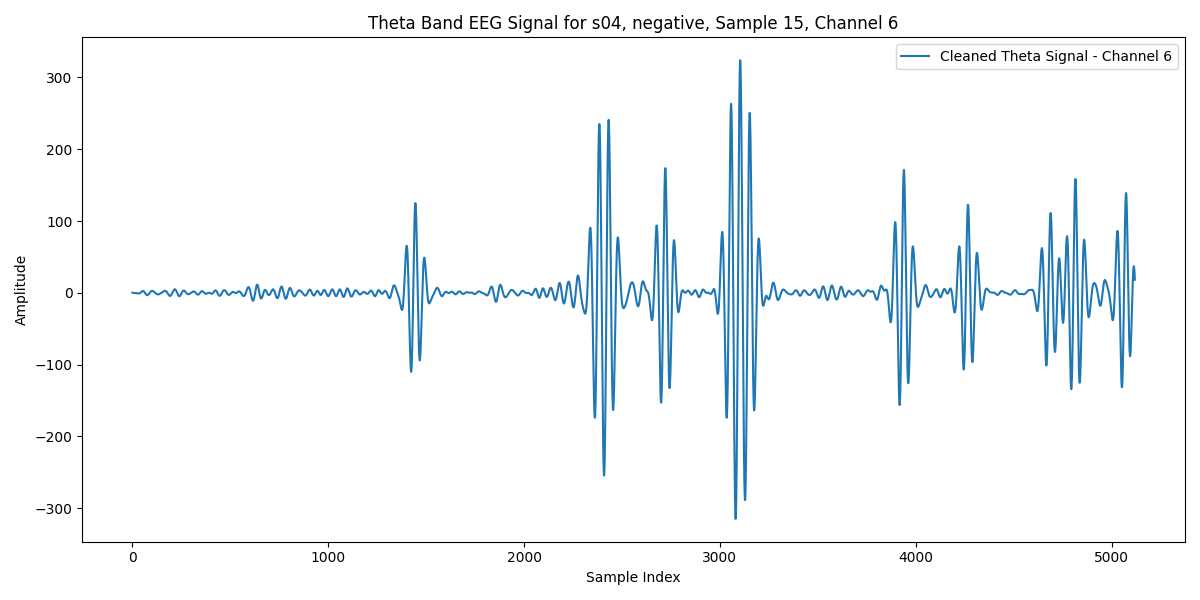 Theta Band EEG Signal for s04, negative, Sample 15, Channel 6
Cleaned Theta Signal - Channel 6
300
200
100
0
−100
−200
−300
Amplitude
0 1000 2000 3000 4000 5000
Sample Index